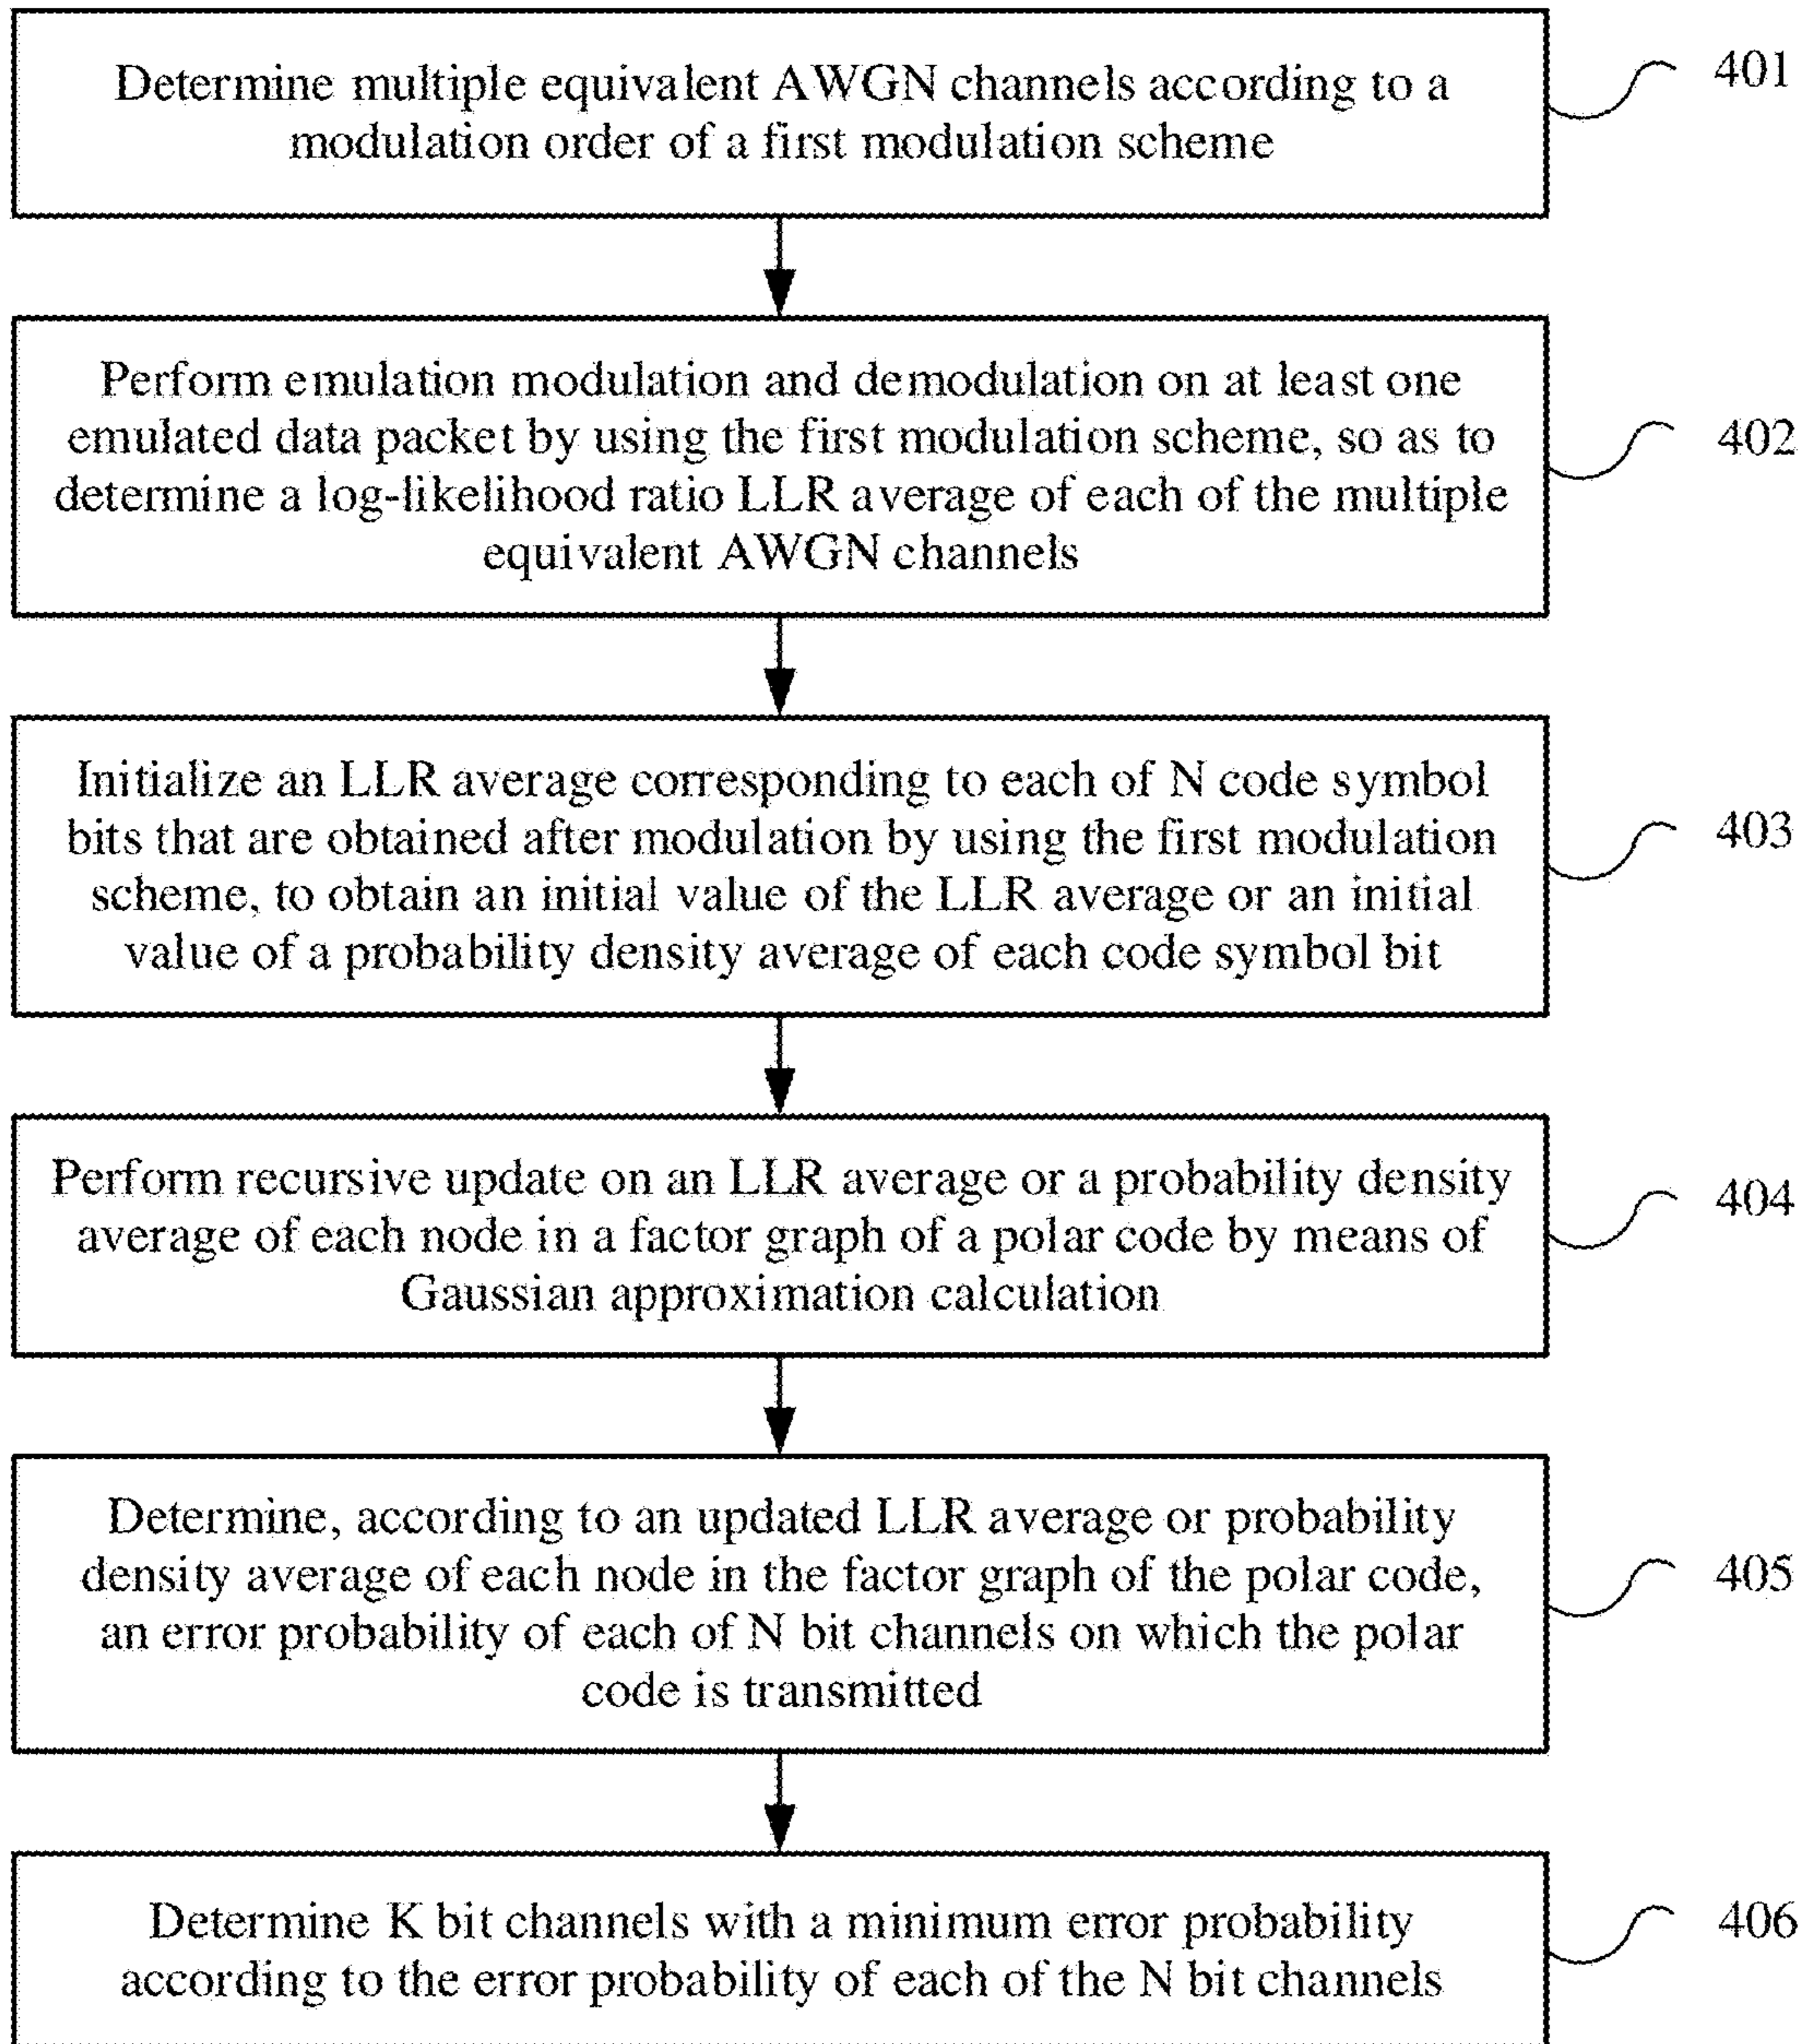 Determine multiple equivalent AWGN channels according to a
modulation order of a first modulation scheme
401
Perform emulation modulation and demodulation on at least one
emulated data packet by using the first modulation scheme, so as to
determine a log-likelihood ratio LLR average of each of the multiple
equivalent AWGN channels
402
Initialize an LLR average corresponding to each of N code symbol
bits that are obtained after modulation by using the first modulation
scheme, to obtain an initial value of the LLR average or an initial
value of a probability density average of each code symbol bit
403
Perform recursive update on an LLR average or a probability density
average of each node in a factor graph of a polar code by means of
Gaussian approximation calculation
404
Determine, according to an updated LLR average or probability
density average of each node in the factor graph of the polar code,
an error probability of each of N bit channels on which the polar
code is transmitted
405
Determine K bit channels with a minimum error probability
according to the error probability of each of the N bit channels
406